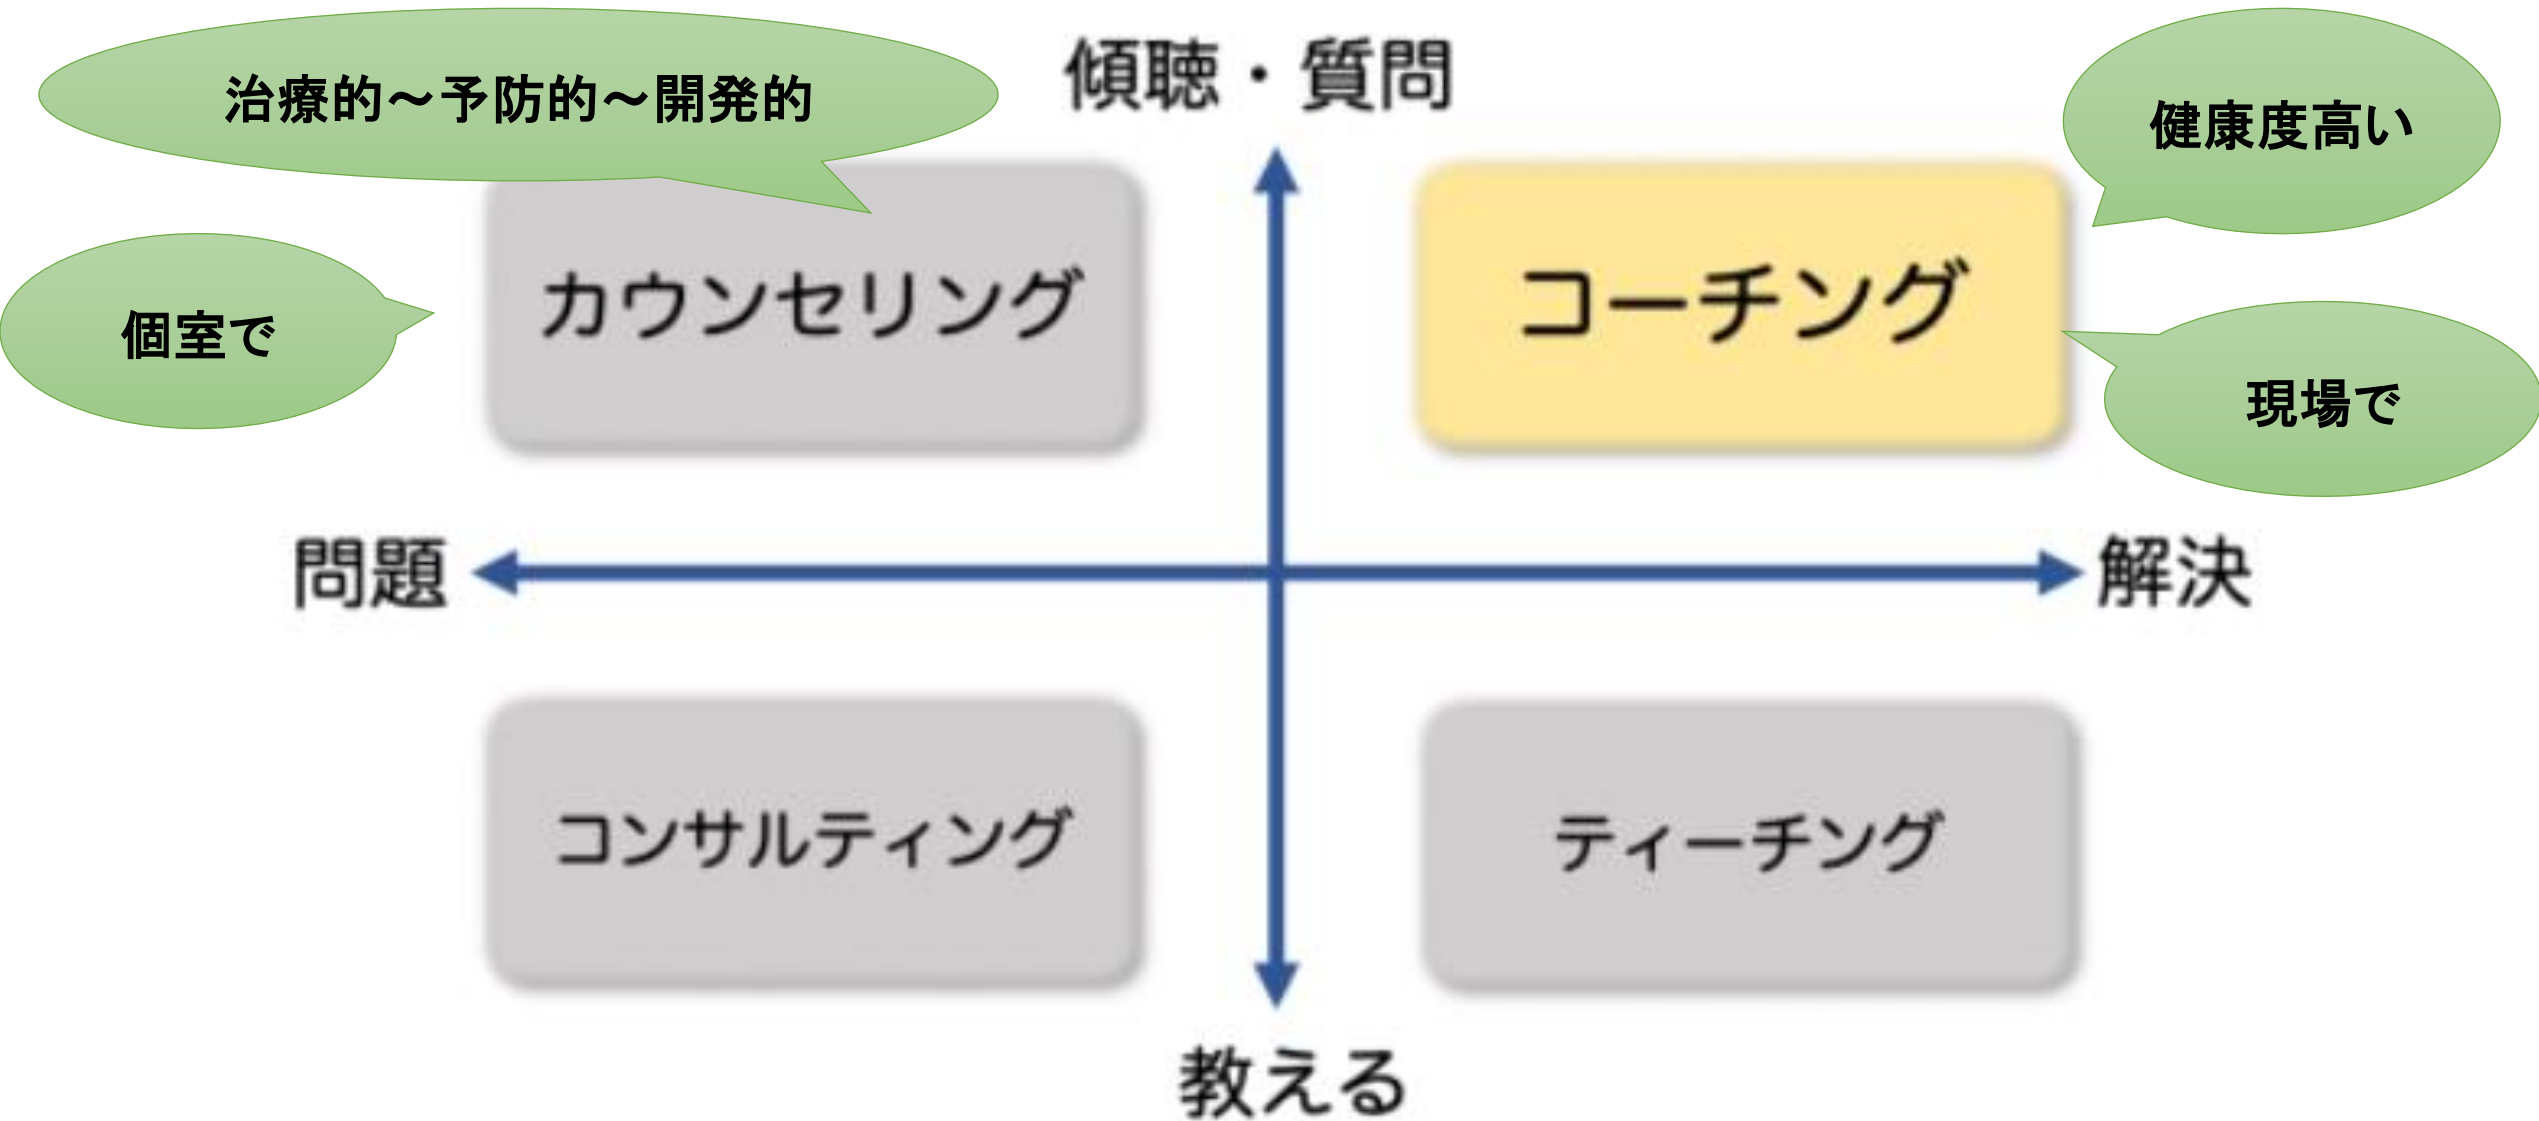 傾聴・質問
治療的～予防的～開発的
健康度高い
カウンセリング
コーチング
個室で
現場で
問題
解決
コンサルティング
ティーチング
教える